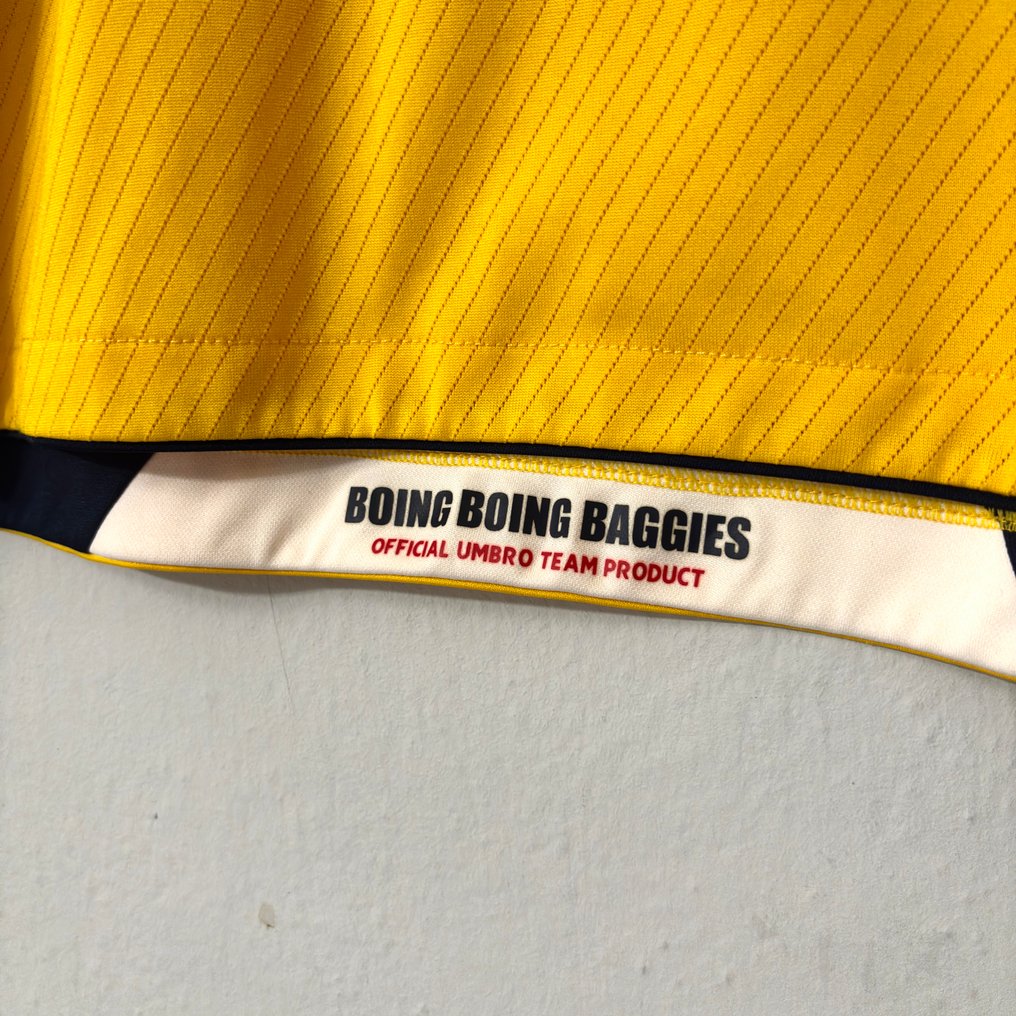 BOING BOING BAGGIES
OFFICIAL UMBRO TEAM PRODUCT